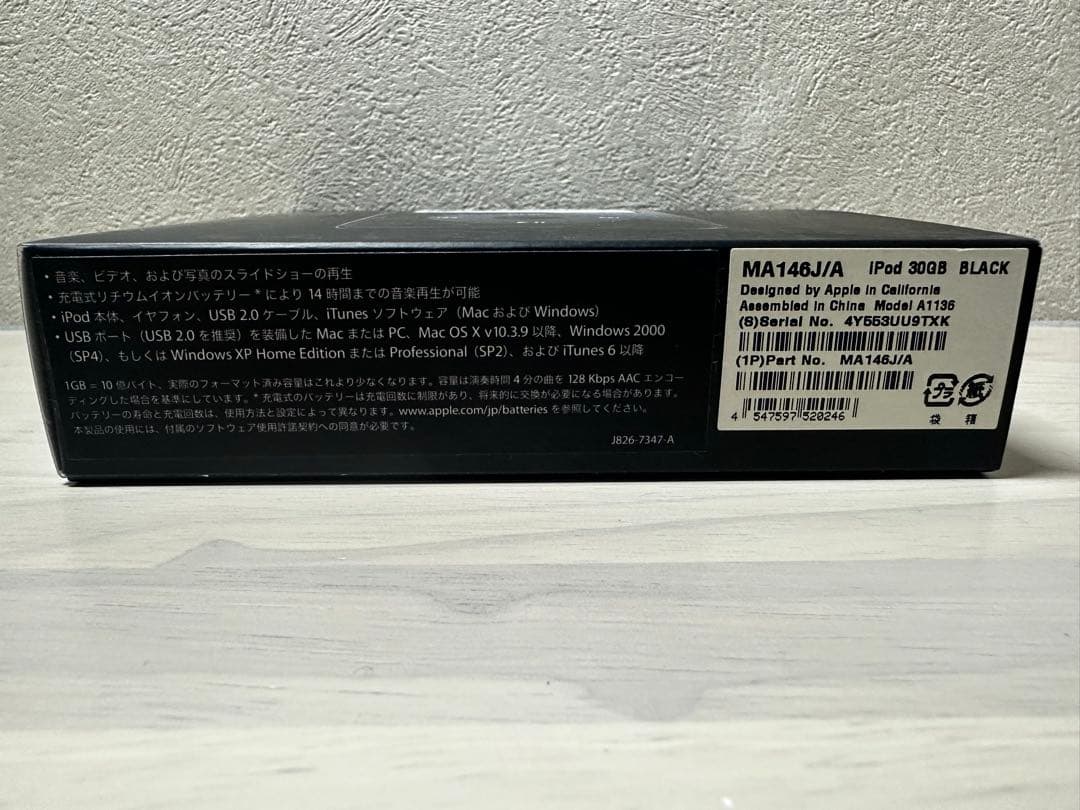 • 音楽、ビデオ、および写真のスライドショーの再生
• 充電式リチウムイオンバッテリー*により 14 時間までの音楽再生が可能
• iPod 本体、イヤフォン、USB 2.0 ケーブル、iTunes ソフトウェア（Mac および Windows）
• USB ポート（USB 2.0 を推奨）を装備した Mac または PC、Mac OS X v10.3.9 以降、Windows 2000
(SP4)、もしくは Windows XP Home Edition または Professional (SP2)、および iTunes 6 以降
1GB = 10 億バイト、実際のフォーマット済み容量はこれより少なくなります。容量は演奏時間 4 分の曲を 128 Kbps AAC エンコー
ディングした場合を基準にしています。*充電式のバッテリーは充電回数に制限があり、将来的に交換が必要になる場合があります。
バッテリーの寿命と充電回数は、使用方法と設定によって異なります。www.apple.com/jp/batteries を参照してください。
本製品の使用には、付属のソフトウェア使用許諾契約への同意が必要です。
J826-7347-A
MA146J/A iPod 30GB BLACK
Designed by Apple in California
Assembled in China Model A1136
(S)Serial No. 4Y553UU9TXK
(1P)Part No. MA146J/A
4 547597 520246
プラ 紙
袋 箱